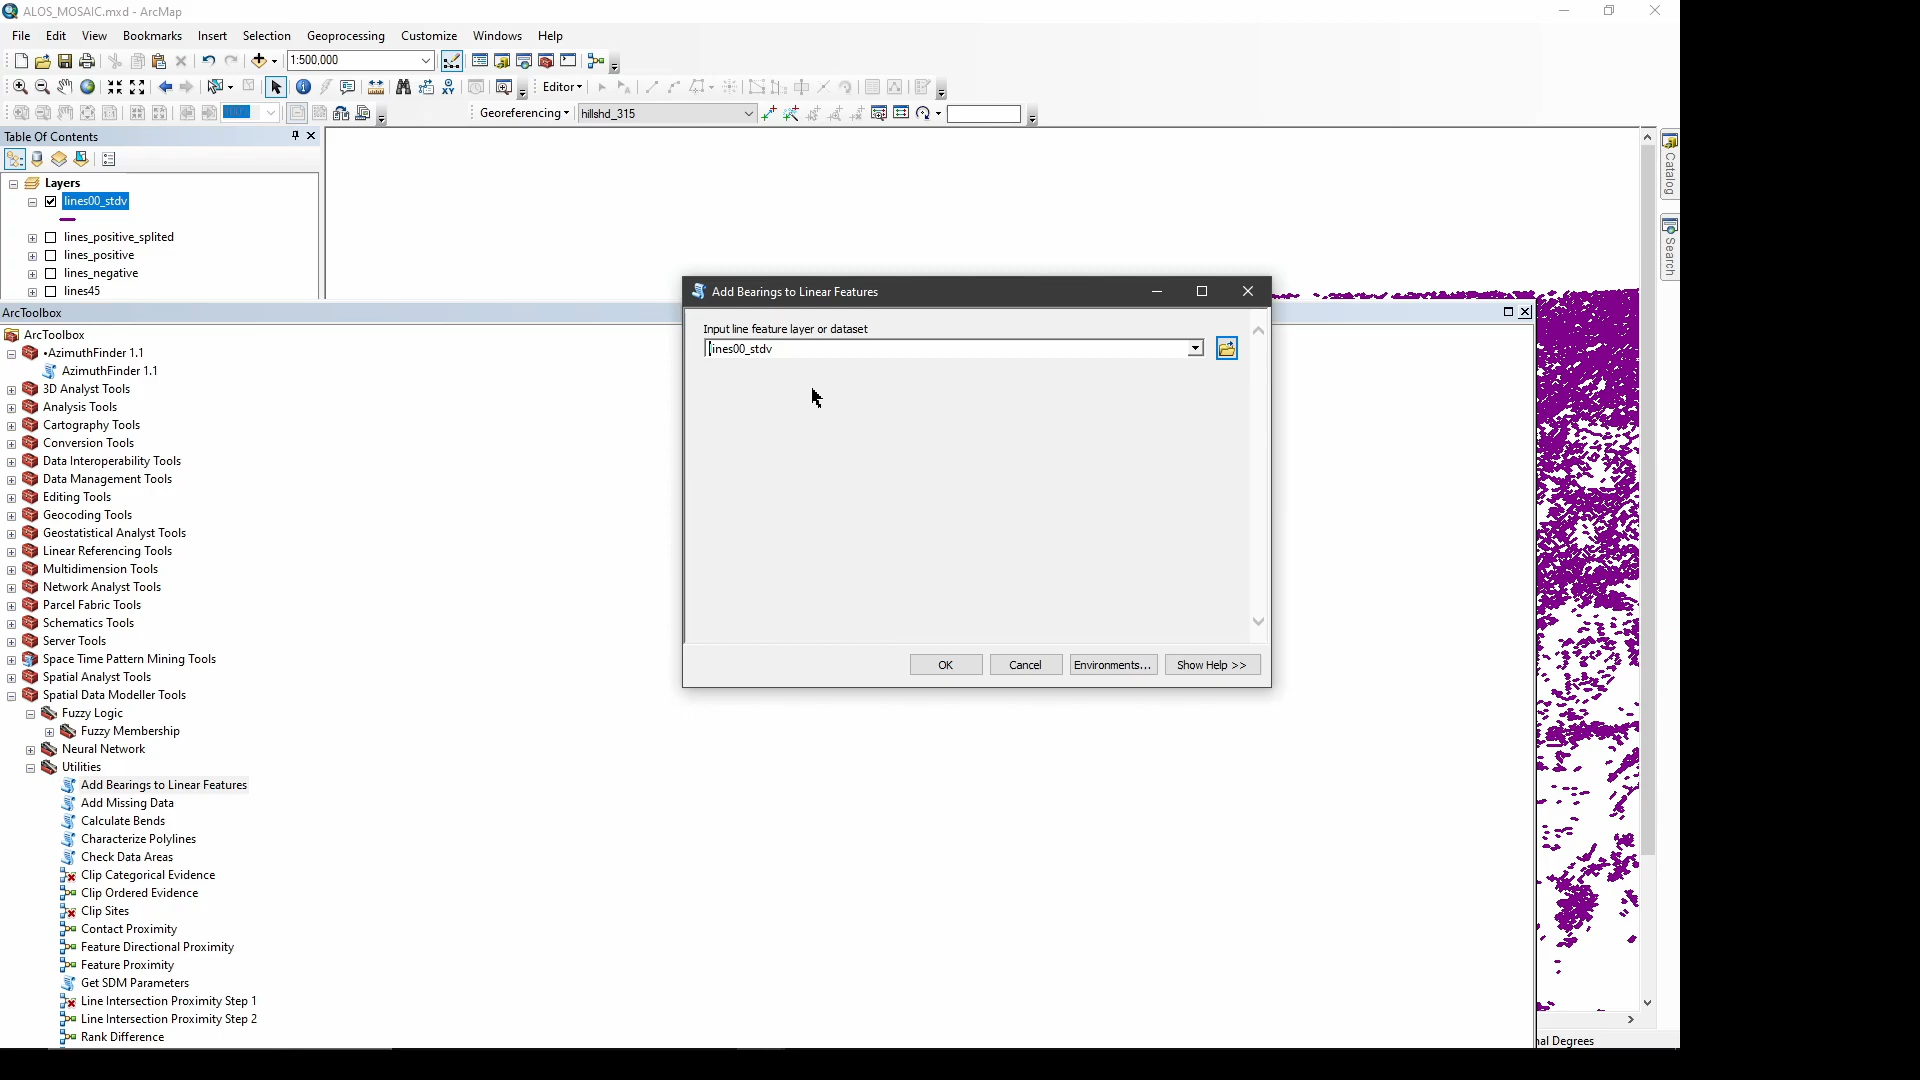 ALOS_MOSAIC.mxd - ArcMap
File Edit View Bookmarks Insert Selection Geoprocessing Customize Windows Help
1:500,000
Editor
Georeferencing hillshd_315
Table Of Contents
Layers
lines00_stdv
lines_positive_splited
lines_positive
lines_negative
lines45
ArcToolbox
ArcToolbox
•AzimuthFinder 1.1
AzimuthFinder 1.1
3D Analyst Tools
Analysis Tools
Cartography Tools
Conversion Tools
Data Interoperability Tools
Data Management Tools
Editing Tools
Geocoding Tools
Geostatistical Analyst Tools
Linear Referencing Tools
Multidimension Tools
Network Analyst Tools
Parcel Fabric Tools
Schematics Tools
Server Tools
Space Time Pattern Mining Tools
Spatial Analyst Tools
Spatial Data Modeller Tools
Fuzzy Logic
Fuzzy Membership
Neural Network
Utilities
Add Bearings to Linear Features
Add Missing Data
Calculate Bends
Characterize Polylines
Check Data Areas
Clip Categorical Evidence
Clip Ordered Evidence
Clip Sites
Contact Proximity
Feature Directional Proximity
Feature Proximity
Get SDM Parameters
Line Intersection Proximity Step 1
Line Intersection Proximity Step 2
Rank Difference
Add Bearings to Linear Features
Input line feature layer or dataset
lines00_stdv
OK Cancel Environments... Show Help >>
Catalog
Search
nal Degrees